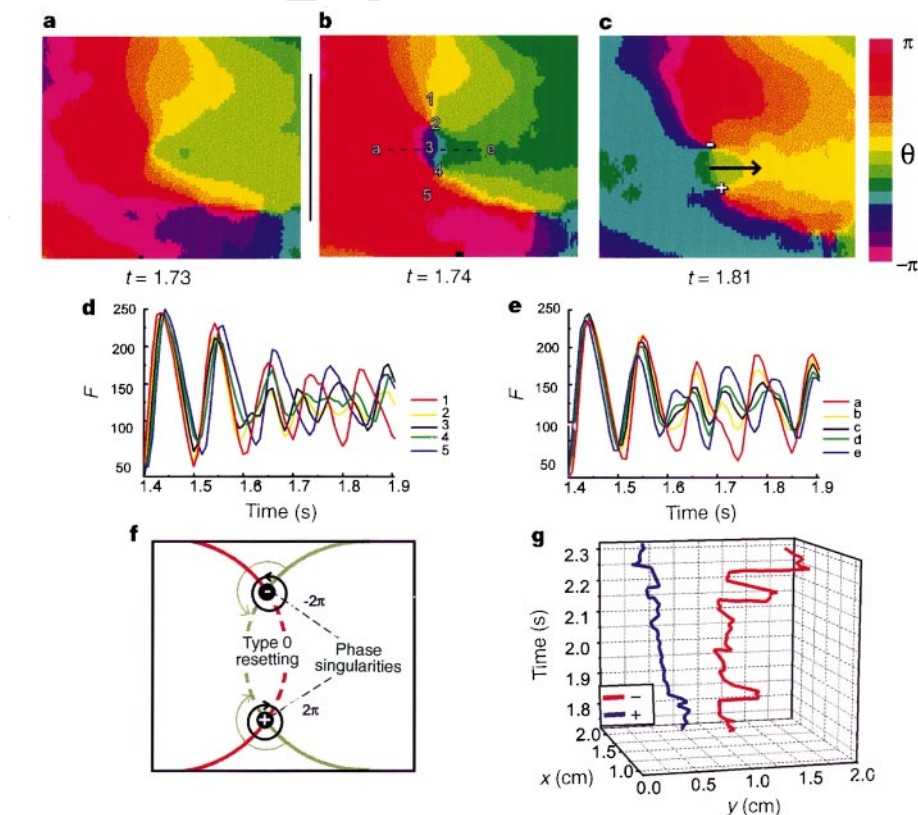 a
b
c
1
2
3
4
5
a
e
-
+
π
θ
-π
t = 1.73
t = 1.74
t = 1.81
d
F
250
200
150
100
50
1.4 1.5 1.6 1.7 1.8 1.9
Time (s)
1
2
3
4
5
e
F
250
200
150
100
50
1.4 1.5 1.6 1.7 1.8 1.9
Time (s)
a
b
c
d
e
f
-
-2π
Type 0
resetting
Phase
singularities
+
2π
g
Time (s)
2.3
2.2
2.1
2.0
1.9
1.8
-
+
2.0
1.5
1.0
x (cm)
0.0 0.5 1.0 1.5 2.0
y (cm)